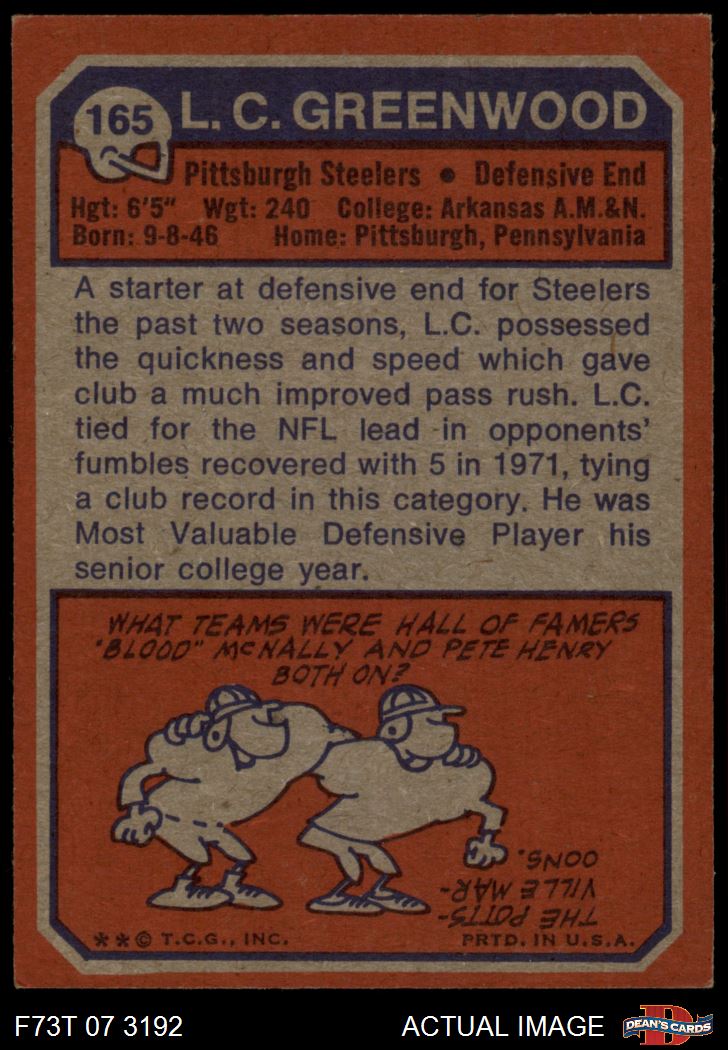 165 L. C. GREENWOOD
Pittsburgh Steelers • Defensive End
Hgt: 6'5" Wgt: 240 College: Arkansas A.M.&N.
Born: 9-8-46 Home: Pittsburgh, Pennsylvania
A starter at defensive end for Steelers
the past two seasons, L.C. possessed
the quickness and speed which gave
club a much improved pass rush. L.C.
tied for the NFL lead in opponents'
fumbles recovered with 5 in 1971, tying
a club record in this category. He was
Most Valuable Defensive Player his
senior college year.
WHAT TEAMS WERE HALL OF FAMERS
"BLOOD" McNALLY AND PETE HENRY
BOTH ON?
THE POTTS-
VILLE MAR-
OONS.
**© T.C.G., INC. PRTD. IN U.S.A.
F73T 07 3192 ACTUAL IMAGE D DEAN'S CARDS